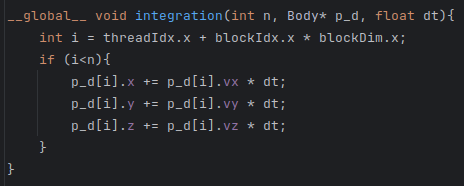 __global__ void integration(int n, Body* p_d, float dt){
    int i = threadIdx.x + blockIdx.x * blockDim.x;
    if (i<n){
        p_d[i].x += p_d[i].vx * dt;
        p_d[i].y += p_d[i].vy * dt;
        p_d[i].z += p_d[i].vz * dt;
    }
}